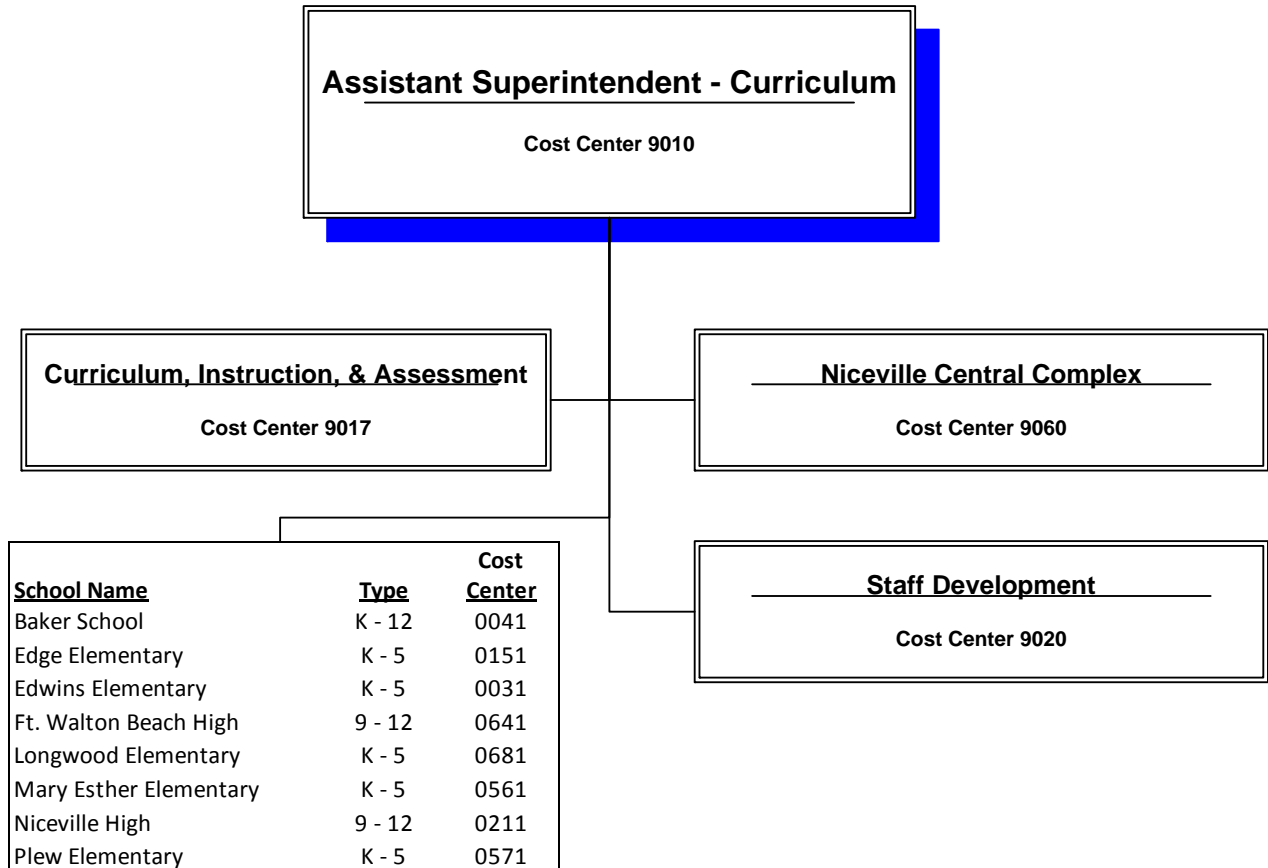 Assistant Superintendent - Curriculum
Cost Center 9010
Curriculum, Instruction, & Assessment
Cost Center 9017
Niceville Central Complex
Cost Center 9060
Staff Development
Cost Center 9020
Cost
School Name Type Center
Baker School K - 12 0041
Edge Elementary K - 5 0151
Edwins Elementary K - 5 0031
Ft. Walton Beach High 9 - 12 0641
Longwood Elementary K - 5 0681
Mary Esther Elementary K - 5 0561
Niceville High 9 - 12 0211
Plew Elementary K - 5 0571